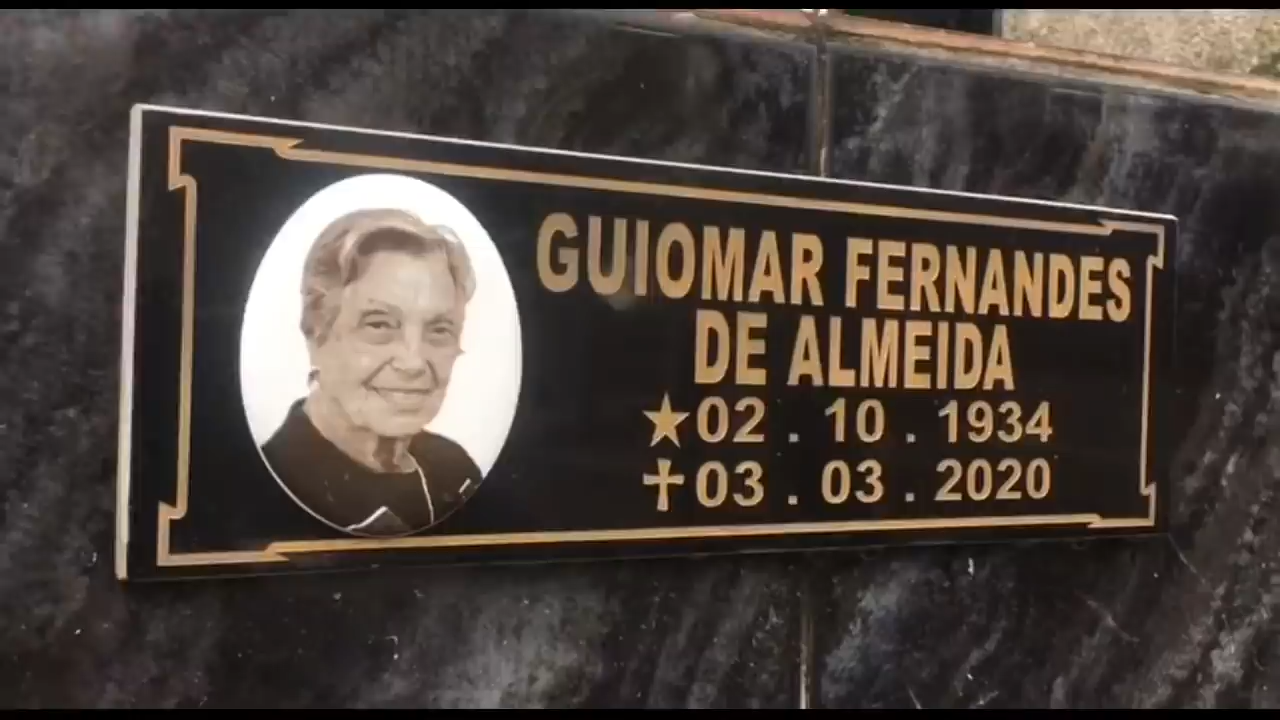 GUIOMAR FERNANDES
DE ALMEIDA
★02 . 10 . 1934
✝03 . 03 . 2020